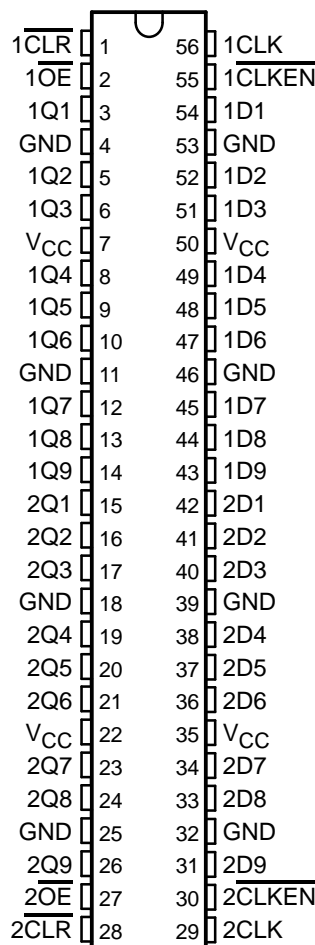 1CLR 1 56 1CLK
1OE 2 55 1CLKEN
1Q1 3 54 1D1
GND 4 53 GND
1Q2 5 52 1D2
1Q3 6 51 1D3
VCC 7 50 VCC
1Q4 8 49 1D4
1Q5 9 48 1D5
1Q6 10 47 1D6
GND 11 46 GND
1Q7 12 45 1D7
1Q8 13 44 1D8
1Q9 14 43 1D9
2Q1 15 42 2D1
2Q2 16 41 2D2
2Q3 17 40 2D3
GND 18 39 GND
2Q4 19 38 2D4
2Q5 20 37 2D5
2Q6 21 36 2D6
VCC 22 35 VCC
2Q7 23 34 2D7
2Q8 24 33 2D8
GND 25 32 GND
2Q9 26 31 2D9
2OE 27 30 2CLKEN
2CLR 28 29 2CLK